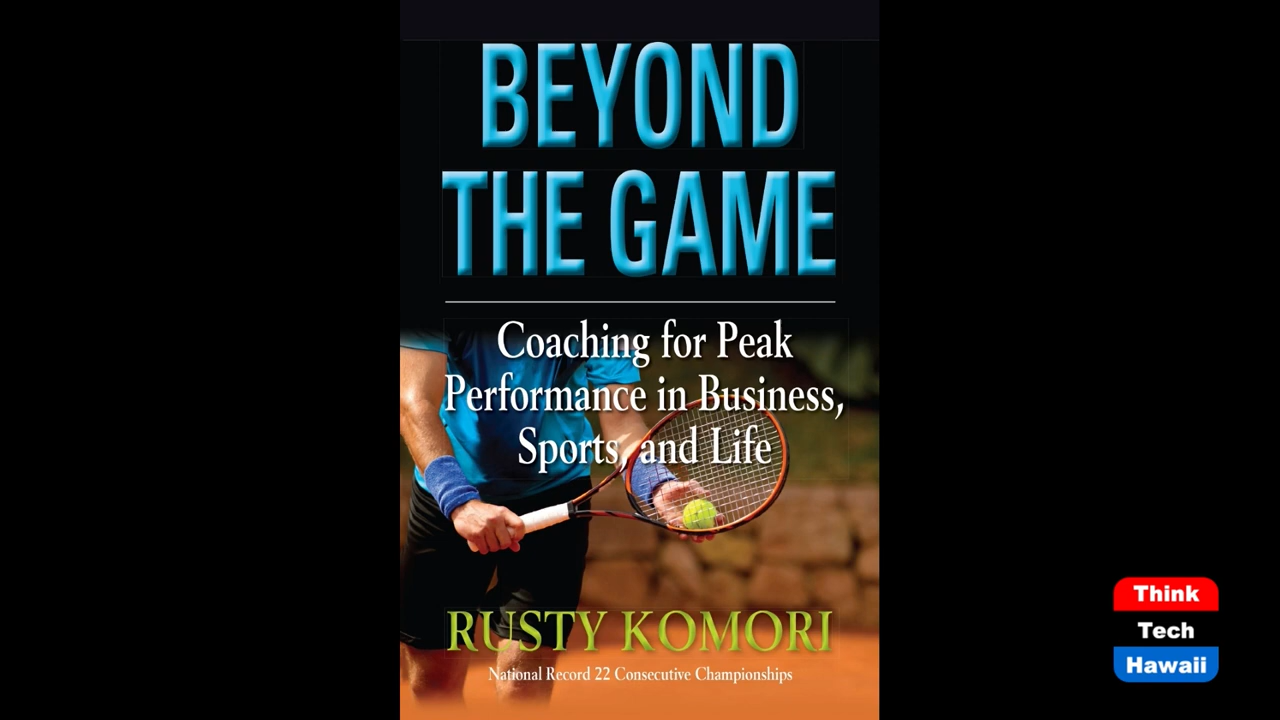 BEYOND
THE GAME
Coaching for Peak
Performance in Business,
Sports, and Life
RUSTY KOMORI
National Record 22 Consecutive Championships
Think
Tech
Hawaii